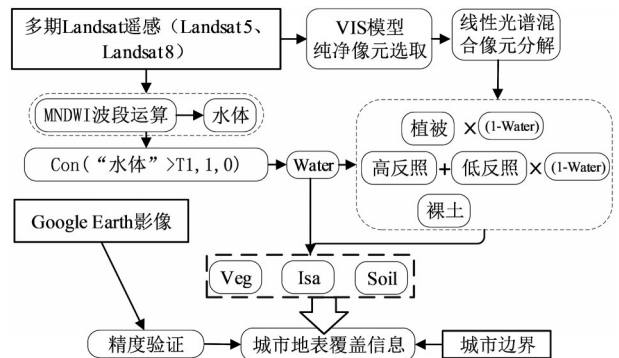 多期Landsat遥感（Landsat5、
Landsat8）
VIS模型
纯净像元选取
线性光谱混
合像元分解
MNDWI波段运算
水体
植被 ×(1-Water)
Con(“水体”>T1,1,0)
Water
高反照 + 低反照 ×(1-Water)
裸土
Google Earth影像
Veg Isa Soil
精度验证
城市地表覆盖信息
城市边界